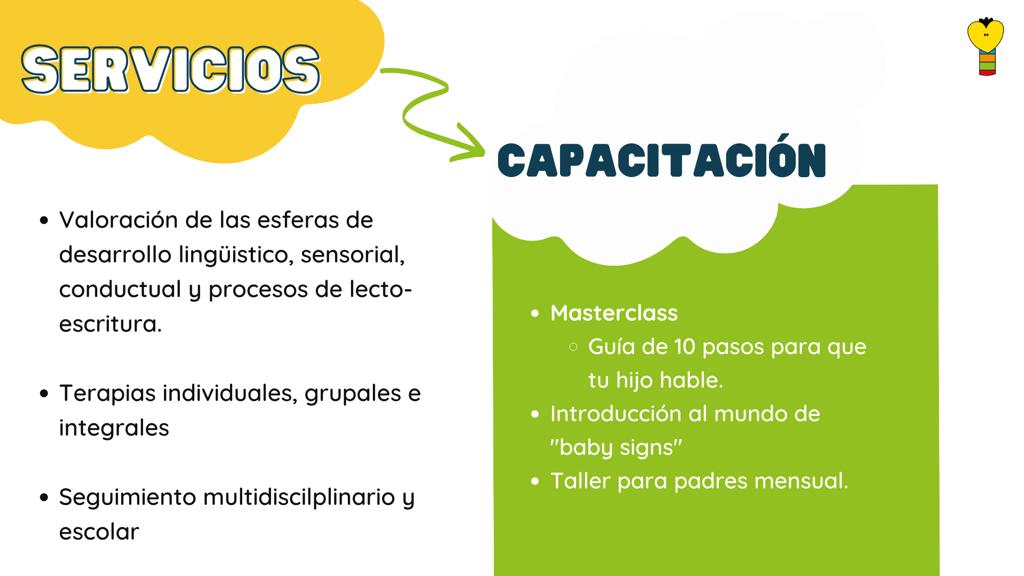 SERVICIOS
Valoración de las esferas de
desarrollo lingüistico, sensorial,
conductual y procesos de lecto-
escritura.
Terapias individuales, grupales e
integrales
Seguimiento multidiscilplinario y
escolar
CAPACITACIÓN
Masterclass
Guía de 10 pasos para que
tu hijo hable.
Introducción al mundo de
"baby signs"
Taller para padres mensual.